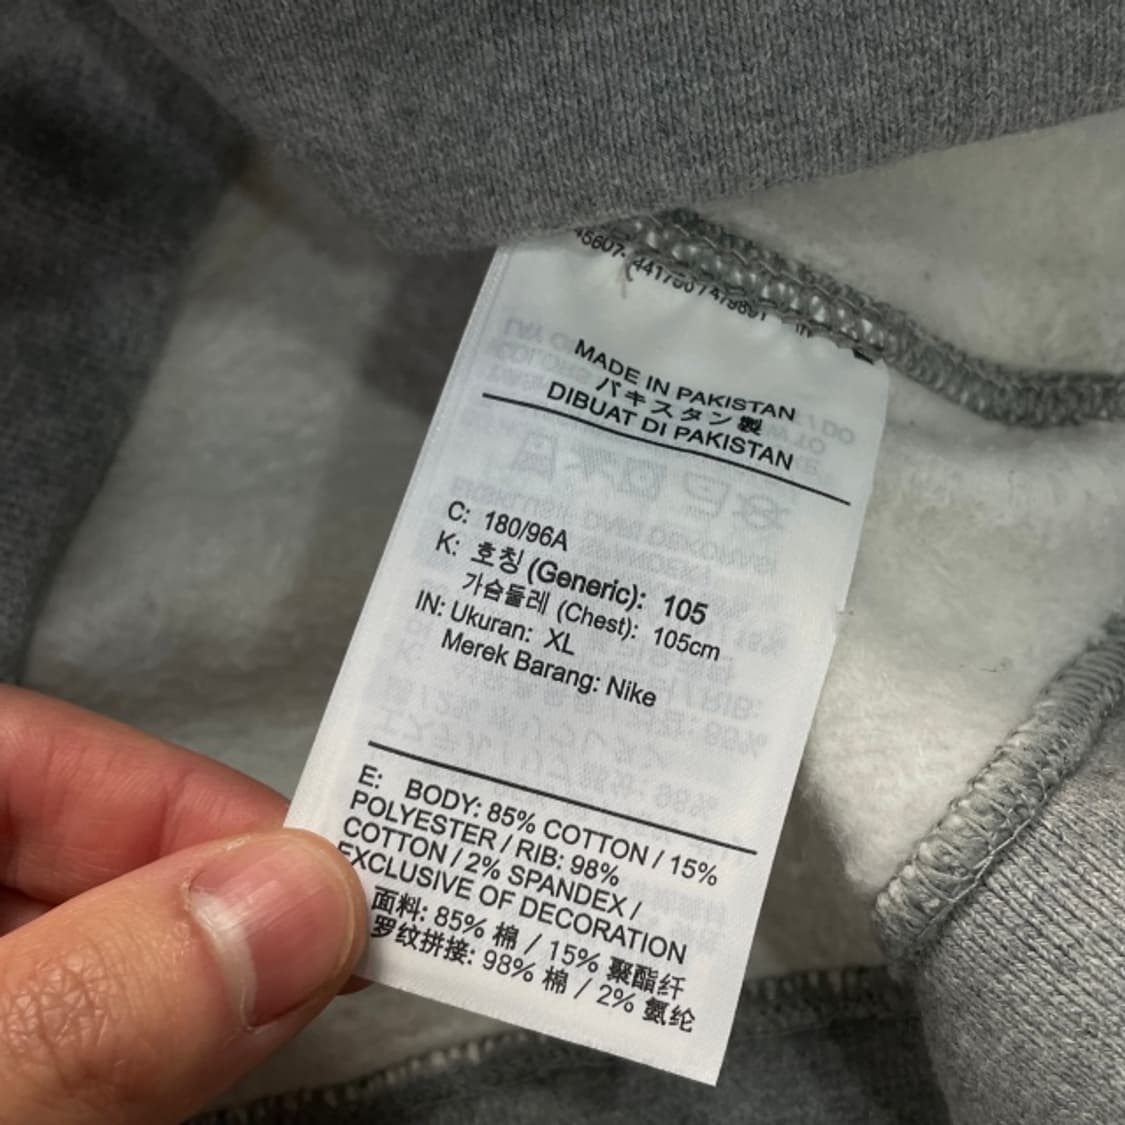 MADE IN PAKISTAN
パキスタン製
DIBUAT DI PAKISTAN
C: 180/96A
K: 호칭 (Generic): 105
가슴둘레 (Chest): 105cm
IN: Ukuran: XL
Merek Barang: Nike
E: BODY: 85% COTTON / 15%
POLYESTER / RIB: 98%
COTTON / 2% SPANDEX /
EXCLUSIVE OF DECORATION
面料: 85% 棉 / 15% 聚酯纤
罗纹拼接: 98% 棉 / 2% 氨纶